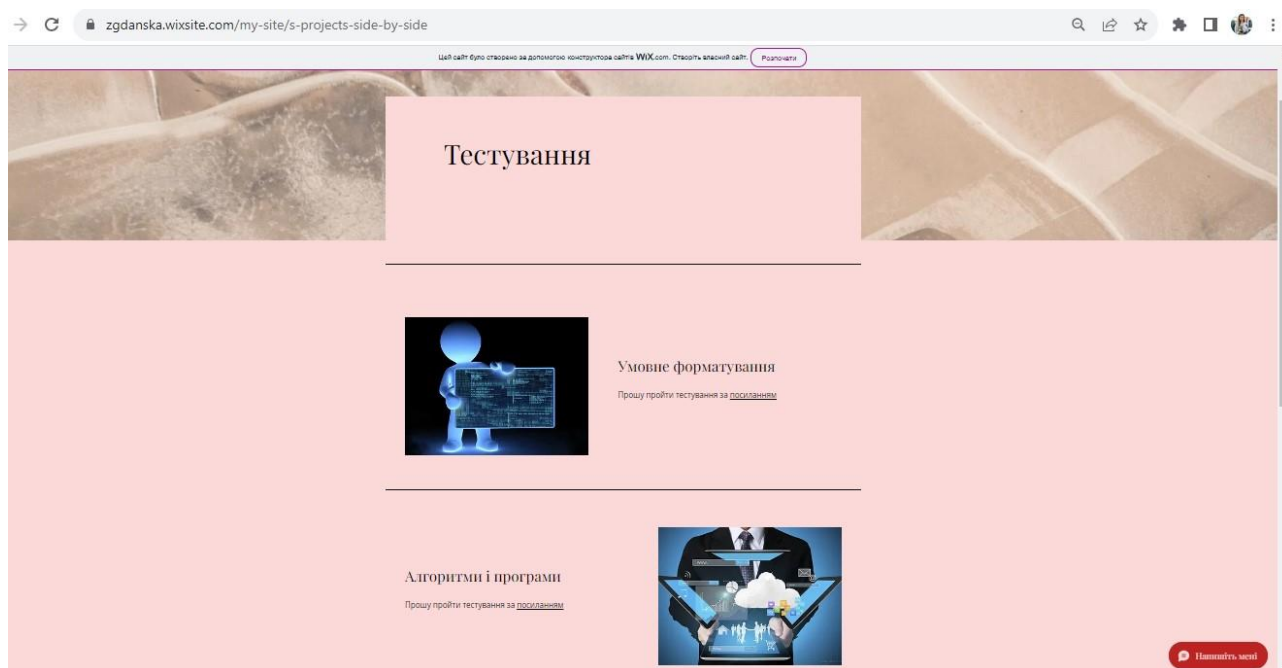 zgdanska.wixsite.com/my-site/s-projects-side-by-side
Цей сайт було створено за допомогою конструктора сайтів WiX.com. Створіть власний сайт. Розпочати
Тестування
Умовне форматування
Прошу пройти тестування за посиланням
Алгоритми і програми
Прошу пройти тестування за посиланням
Напишіть мені